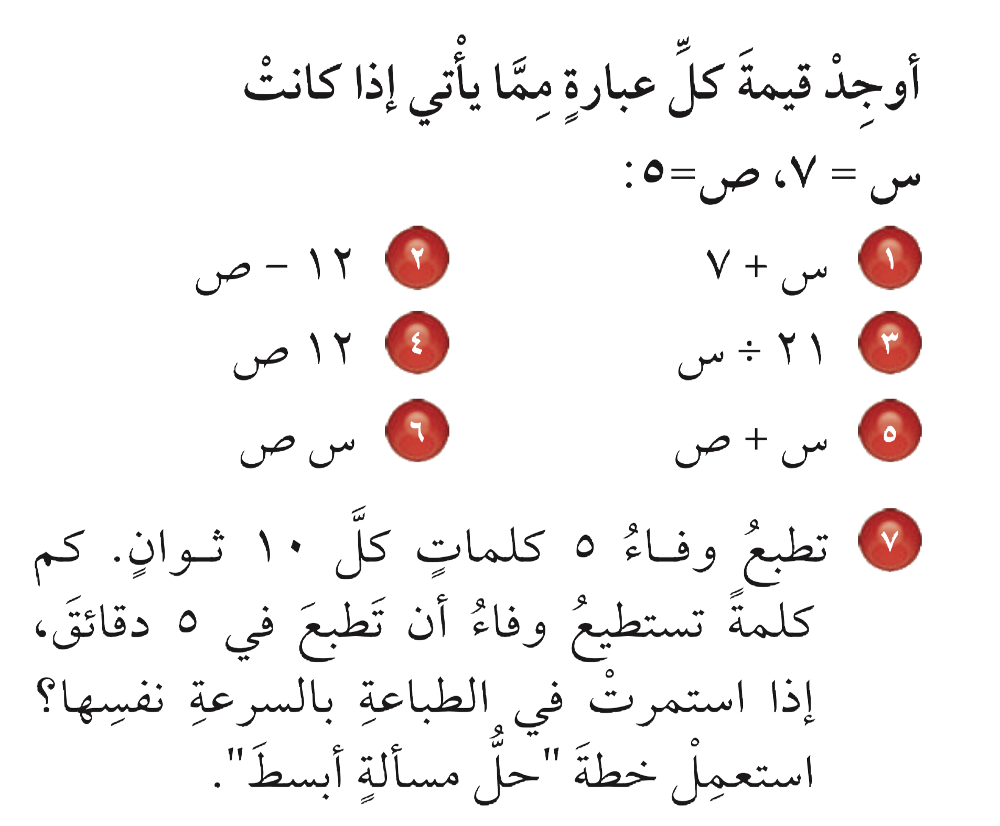 أوجِدْ قيمةَ كلِّ عبارةٍ مِمَّا يأْتي إذا كانتْ
س = ٧، ص=٥:
١ س + ٧
٢ ١٢ – ص
٣ ٢١ ÷ س
٤ ١٢ ص
٥ س + ص
٦ س ص
٧ تطبعُ وفـاءُ ٥ كلماتٍ كلَّ ١٠ ثـوانٍ. كم
كلمةً تستطيعُ وفاءُ أن تَطبعَ في ٥ دقائقَ،
إذا استمرتْ في الطباعةِ بالسرعةِ نفسِها؟
استعمِلْ خطةَ "حلُّ مسألةٍ أبسطَ".